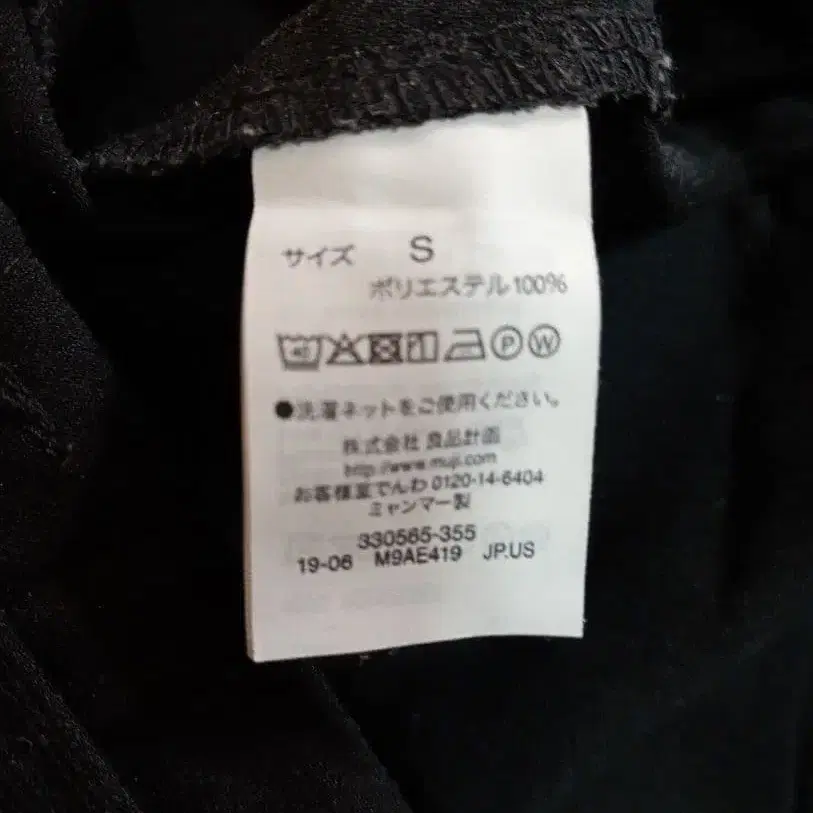 サイズ S
ポリエステル100%
P W
●洗濯ネットをご使用ください。
株式会社 良品計画
http://www.muji.com
お客様室でんわ 0120-14-6404
ミャンマー製
330565-355
19-06 M9AE419 JP.US